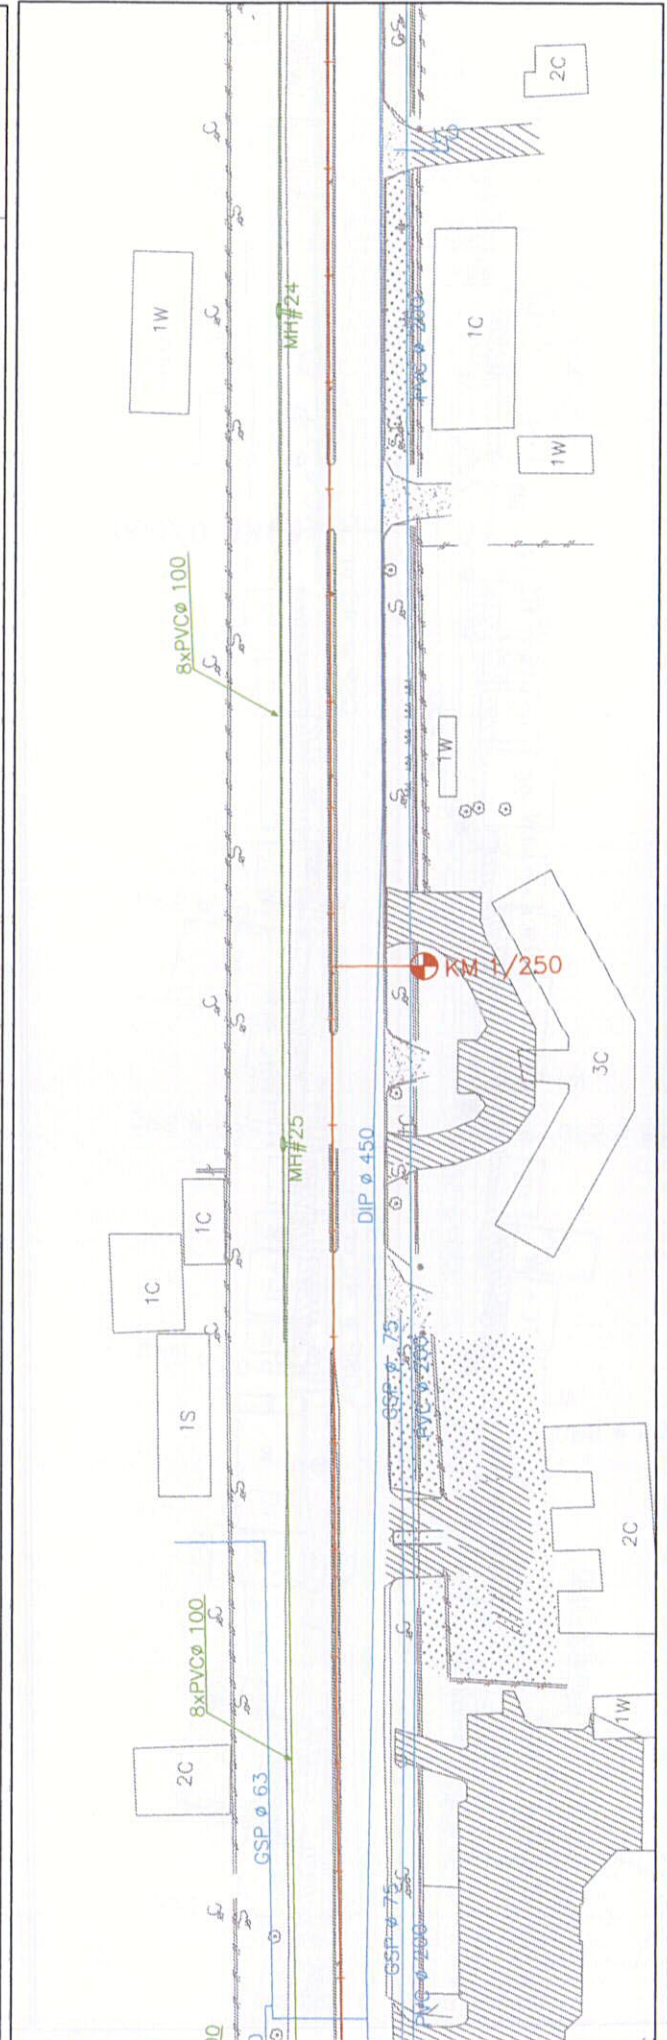 2C
1W
MH#24
PVC ø 200
1C
1W
8xPVCø 100
1W
KM 1/250
3C
MH#25
DIP ø 450
1C
1C
GSP ø 75
PVC ø 200
1S
2C
8xPVCø 100
1W
2C
GSP ø 63
GSP ø 75
PVC ø 200